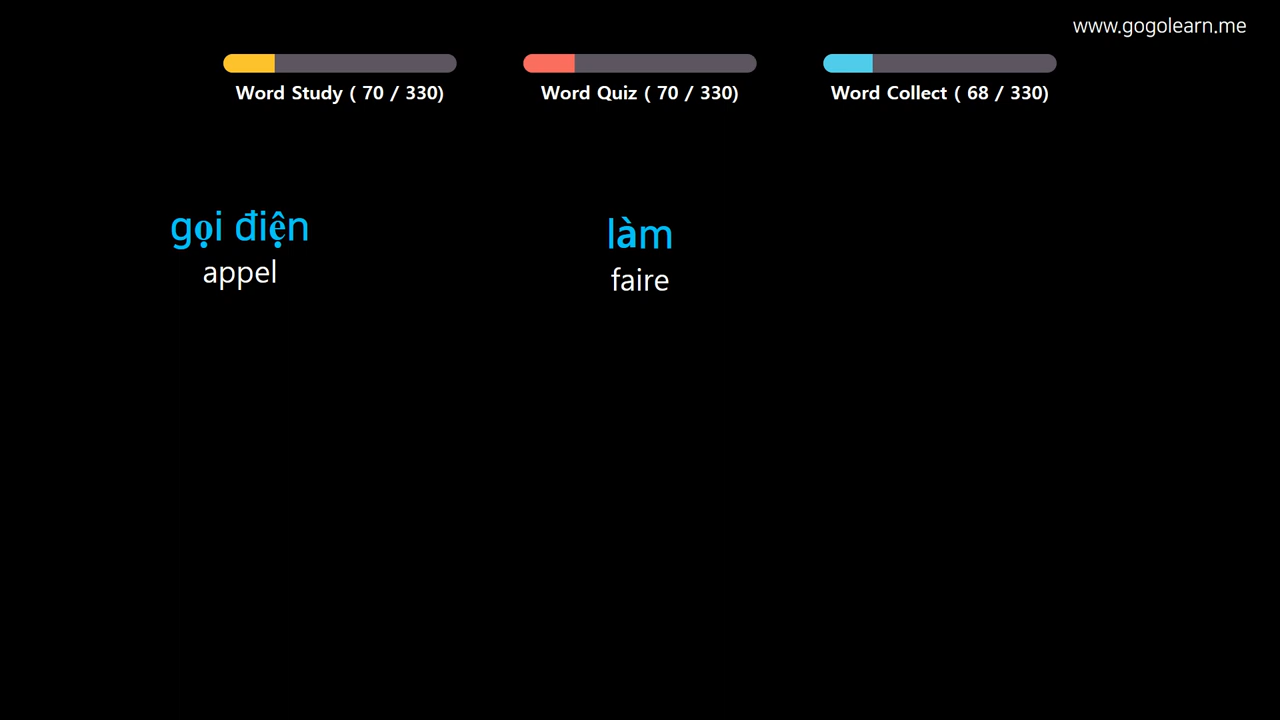 www.gogolearn.me
Word Study ( 70 / 330)
Word Quiz ( 70 / 330)
Word Collect ( 68 / 330)
gọi điện
appel
làm
faire